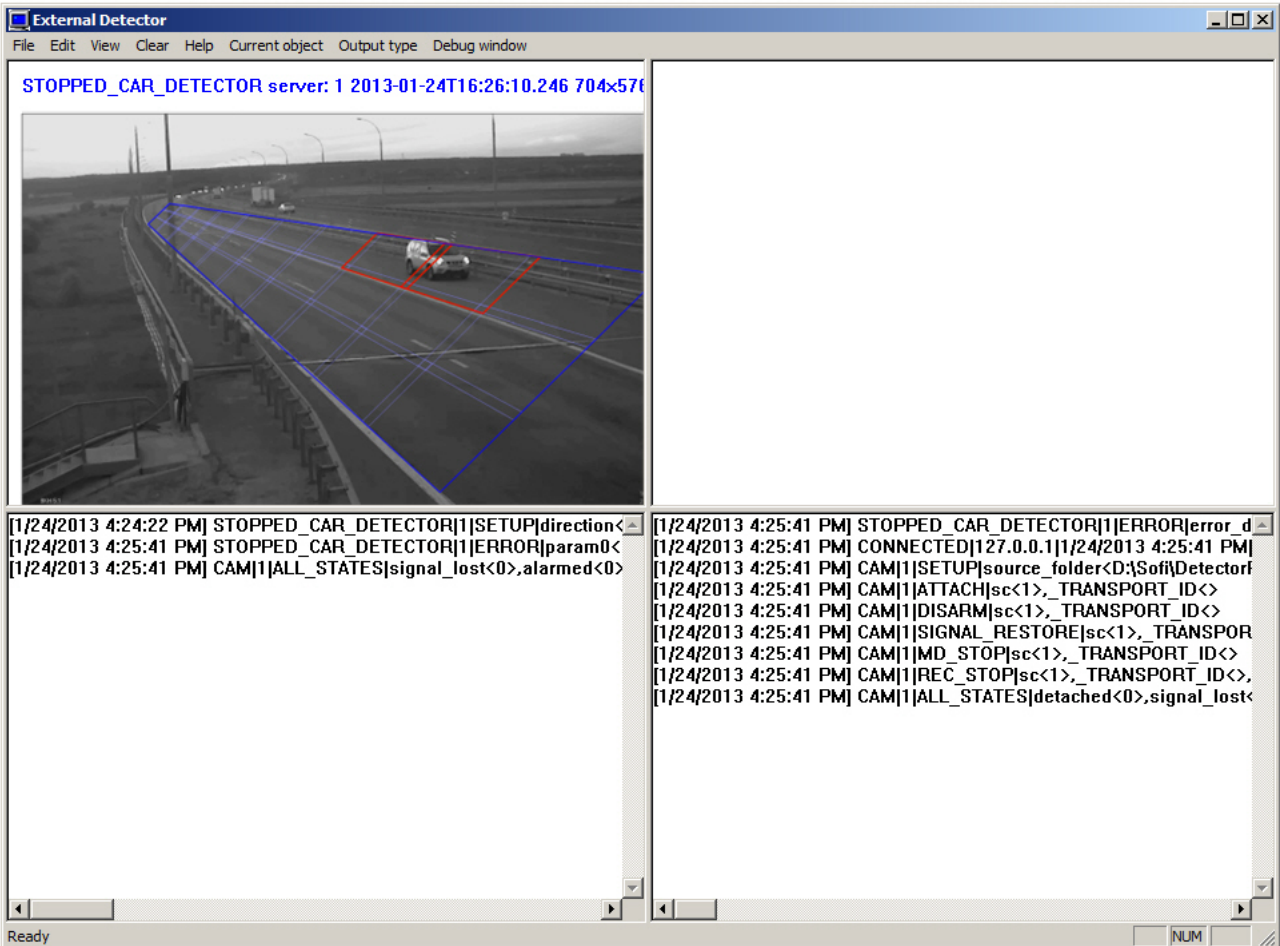 External Detector
File Edit View Clear Help Current object Output type Debug window
STOPPED_CAR_DETECTOR server: 1 2013-01-24T16:26:10.246 704x576
[1/24/2013 4:24:22 PM] STOPPED_CAR_DETECTOR|1|SETUP|direction<
[1/24/2013 4:25:41 PM] STOPPED_CAR_DETECTOR|1|ERROR|param0<
[1/24/2013 4:25:41 PM] CAM|1|ALL_STATES|signal_lost<0>,alarmed<0>
[1/24/2013 4:25:41 PM] STOPPED_CAR_DETECTOR|1|ERROR|error_d
[1/24/2013 4:25:41 PM] CONNECTED|127.0.0.1|1/24/2013 4:25:41 PM|
[1/24/2013 4:25:41 PM] CAM|1|SETUP|source_folder<D:\Sofi\Detector
[1/24/2013 4:25:41 PM] CAM|1|ATTACH|sc<1>,_TRANSPORT_ID<>
[1/24/2013 4:25:41 PM] CAM|1|DISARM|sc<1>,_TRANSPORT_ID<>
[1/24/2013 4:25:41 PM] CAM|1|SIGNAL_RESTORE|sc<1>,_TRANSPOR
[1/24/2013 4:25:41 PM] CAM|1|MD_STOP|sc<1>,_TRANSPORT_ID<>
[1/24/2013 4:25:41 PM] CAM|1|REC_STOP|sc<1>,_TRANSPORT_ID<>,
[1/24/2013 4:25:41 PM] CAM|1|ALL_STATES|detached<0>,signal_lost<
Ready
NUM